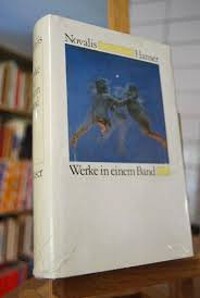 Novalis
Hanser
Werke in einem Band